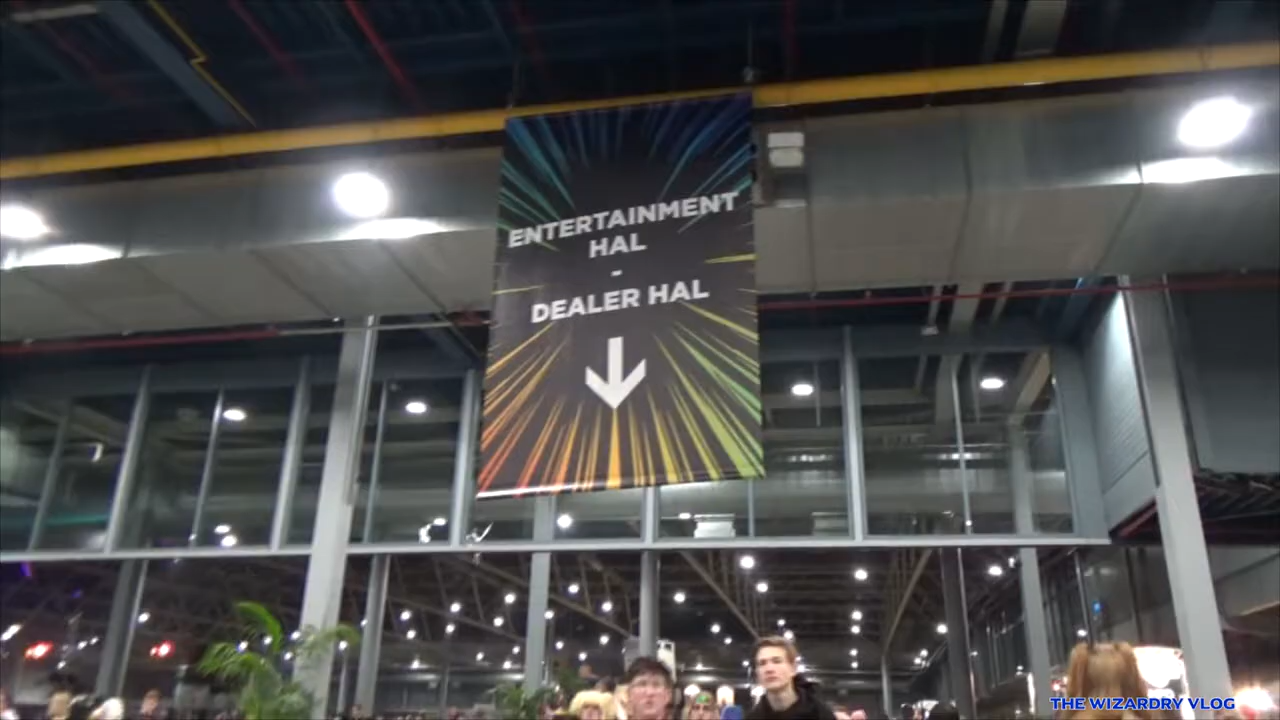 ENTERTAINMENT
HAL
-
DEALER HAL
THE WIZARDRY VLOG